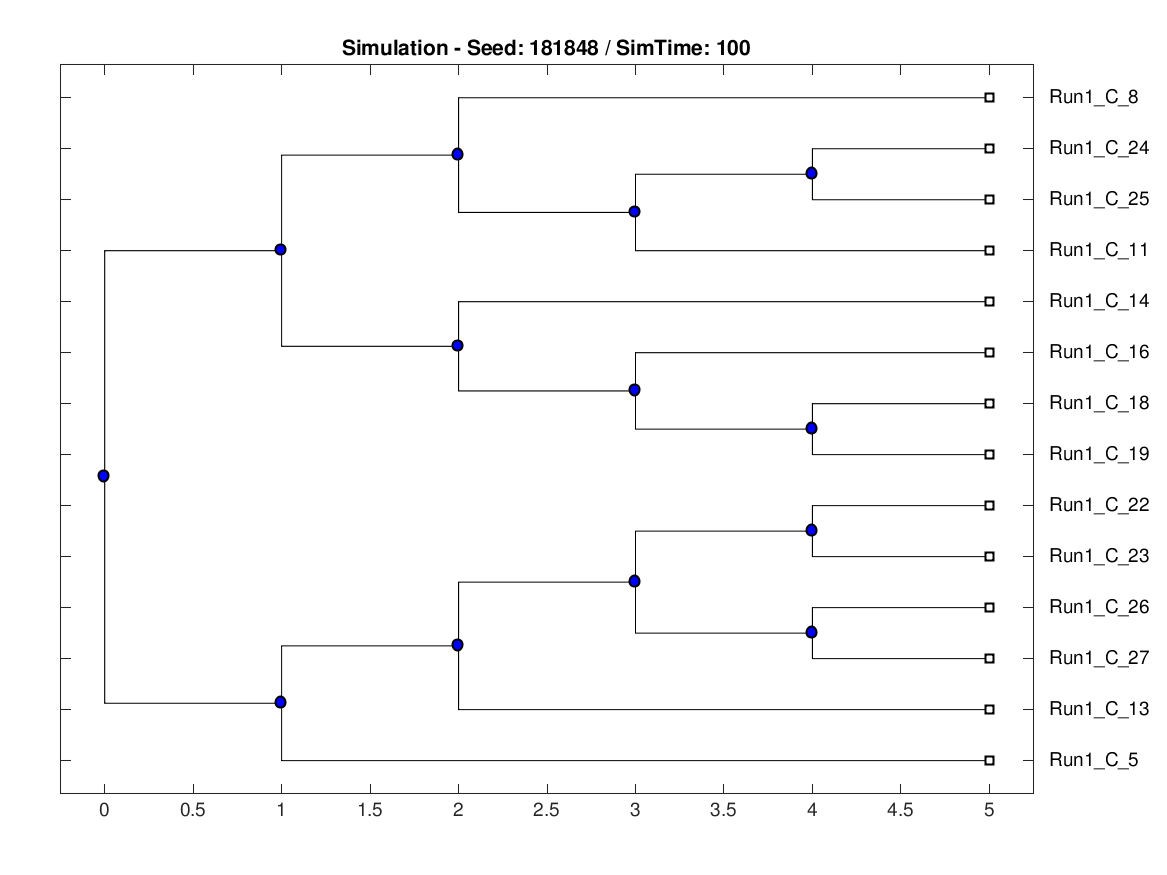 Simulation - Seed: 181848 / SimTime: 100
Run1_C_8
Run1_C_24
Run1_C_25
Run1_C_11
Run1_C_14
Run1_C_16
Run1_C_18
Run1_C_19
Run1_C_22
Run1_C_23
Run1_C_26
Run1_C_27
Run1_C_13
Run1_C_5
0 0.5 1 1.5 2 2.5 3 3.5 4 4.5 5